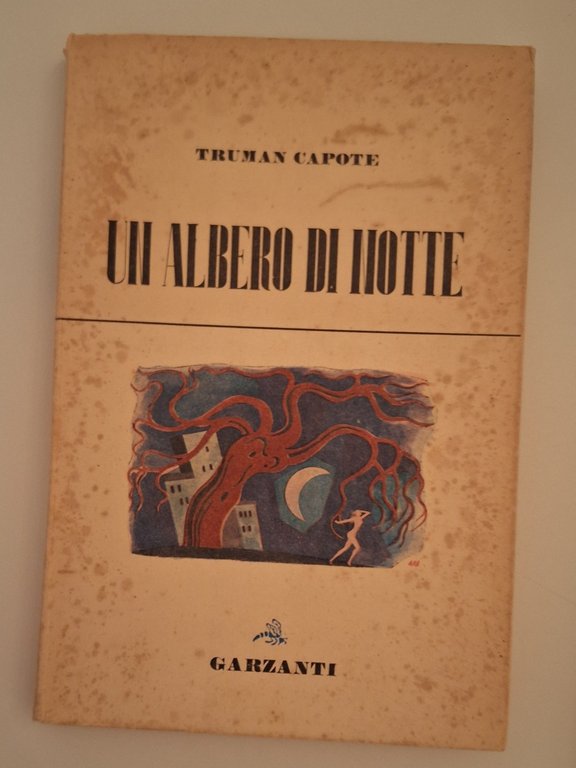 TRUMAN CAPOTE
UN ALBERO DI NOTTE
GARZANTI